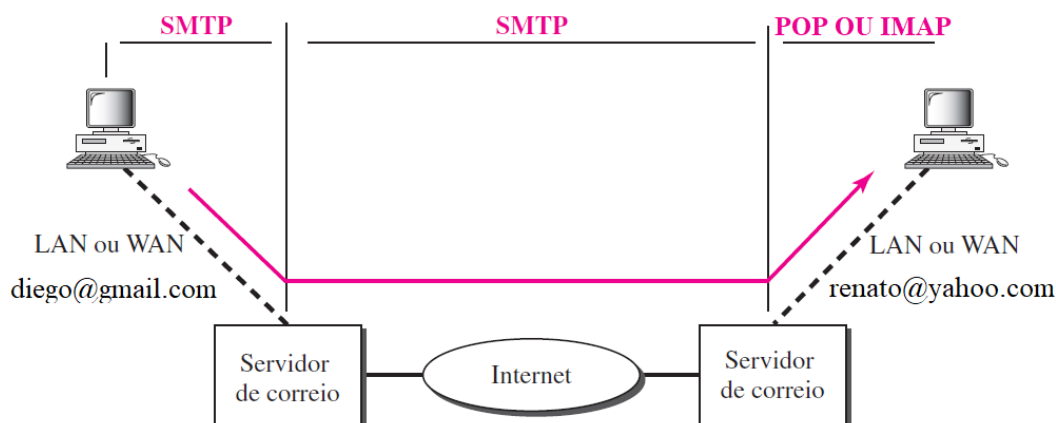 SMTP
SMTP
POP OU IMAP
LAN ou WAN
diego@gmail.com
LAN ou WAN
renato@yahoo.com
Servidor
de correio
Internet
Servidor
de correio